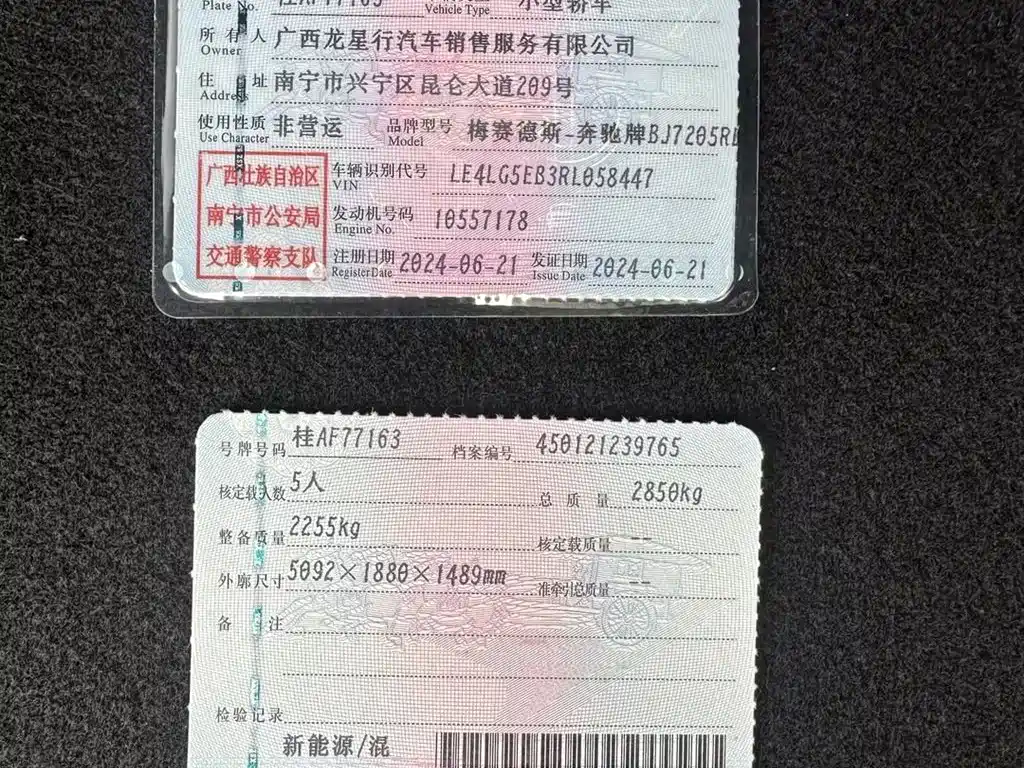 Plate No. 桂AF77163 Vehicle Type 小型轿车
所有人 广西龙星行汽车销售服务有限公司
Owner
住址 南宁市兴宁区昆仑大道209号
Address
使用性质 非营运 品牌型号 梅赛德斯-奔驰牌BJ7205RL
Use Character Model
广西壮族自治区
南宁市公安局
交通警察支队
车辆识别代号 LE4LG5EB3RL058447
VIN
发动机号码 10557178
Engine No.
注册日期 2024-06-21 发证日期 2024-06-21
Register Date Issue Date
号牌号码 桂AF77163 档案编号 450121239765
核定载人数 5人 总质量 2850kg
整备质量 2255kg 核定载质量 --
外廓尺寸 5092×1880×1489mm 准牵引总质量 --
备注
检验记录
新能源/混